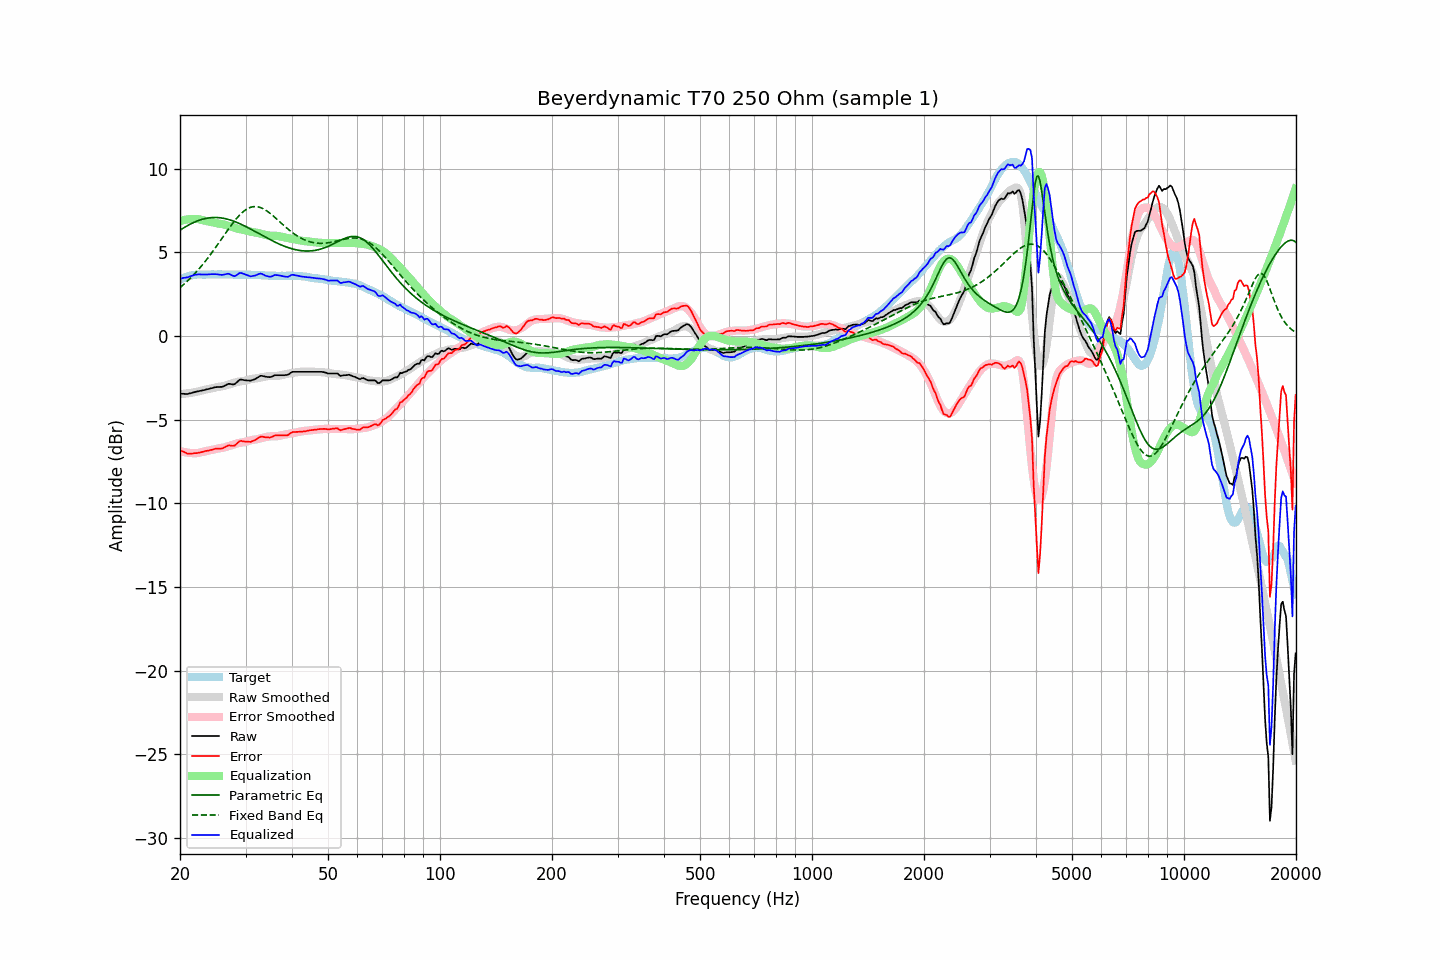 Beyerdynamic T70 250 Ohm (sample 1)
10
5
0
−5
−10
−15
−20
−25
−30
Amplitude (dBr)
Target
Raw Smoothed
Error Smoothed
Raw
Error
Equalization
Parametric Eq
Fixed Band Eq
Equalized
20 50 100 200 500 1000 2000 5000 10000 20000
Frequency (Hz)